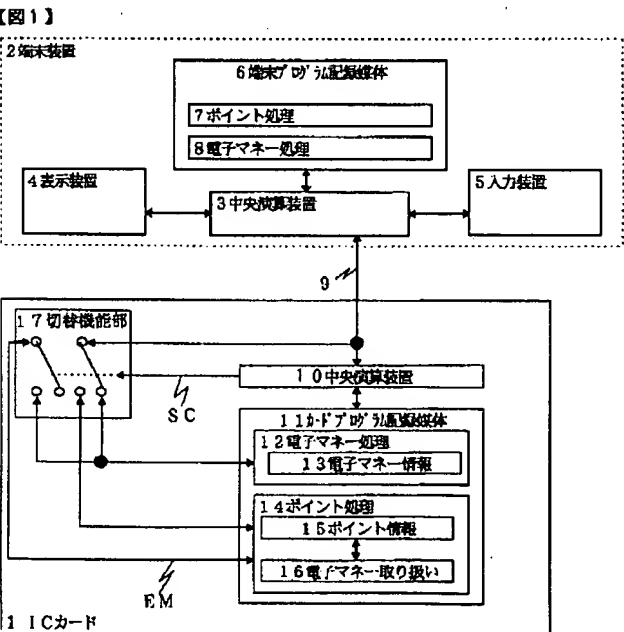 【図1】
2端末装置
6端末プログラム記録媒体
7ポイント処理
8電子マネー処理
4表示装置
3中央演算装置
5入力装置
9
17切替機能部
10中央演算装置
SC
11カードプログラム記録媒体
12電子マネー処理
13電子マネー情報
14ポイント処理
15ポイント情報
16電子マネー取り扱い
EM
1 ICカード